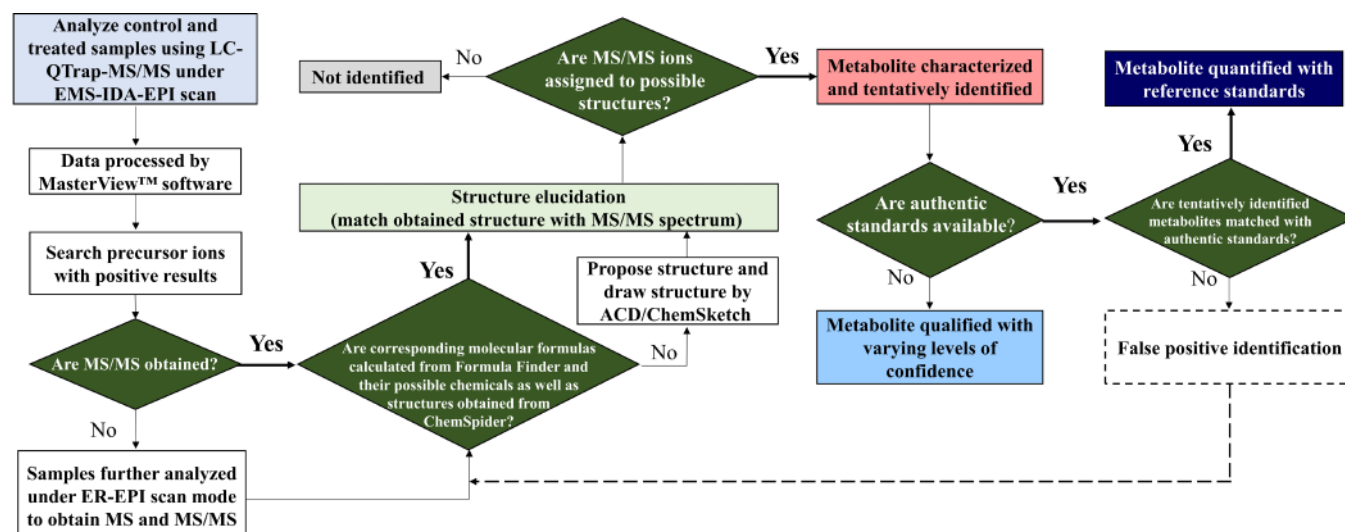 Analyze control and
treated samples using LC-
QTrap-MS/MS under
EMS-IDA-EPI scan
Data processed by
MasterView™ software
Search precursor ions
with positive results
Are MS/MS obtained?
Yes
No
Samples further analyzed
under ER-EPI scan mode
to obtain MS and MS/MS
Are corresponding molecular formulas
calculated from Formula Finder and
their possible chemicals as well as
structures obtained from
ChemSpider?
Yes
No
Propose structure and
draw structure by
ACD/ChemSketch
Structure elucidation
(match obtained structure with MS/MS spectrum)
Are MS/MS ions
assigned to possible
structures?
No
Not identified
Yes
Metabolite characterized
and tentatively identified
Are authentic
standards available?
No
Metabolite qualified with
varying levels of
confidence
Yes
Are tentatively identified
metabolites matched with
authentic standards?
Yes
Metabolite quantified with
reference standards
No
False positive identification